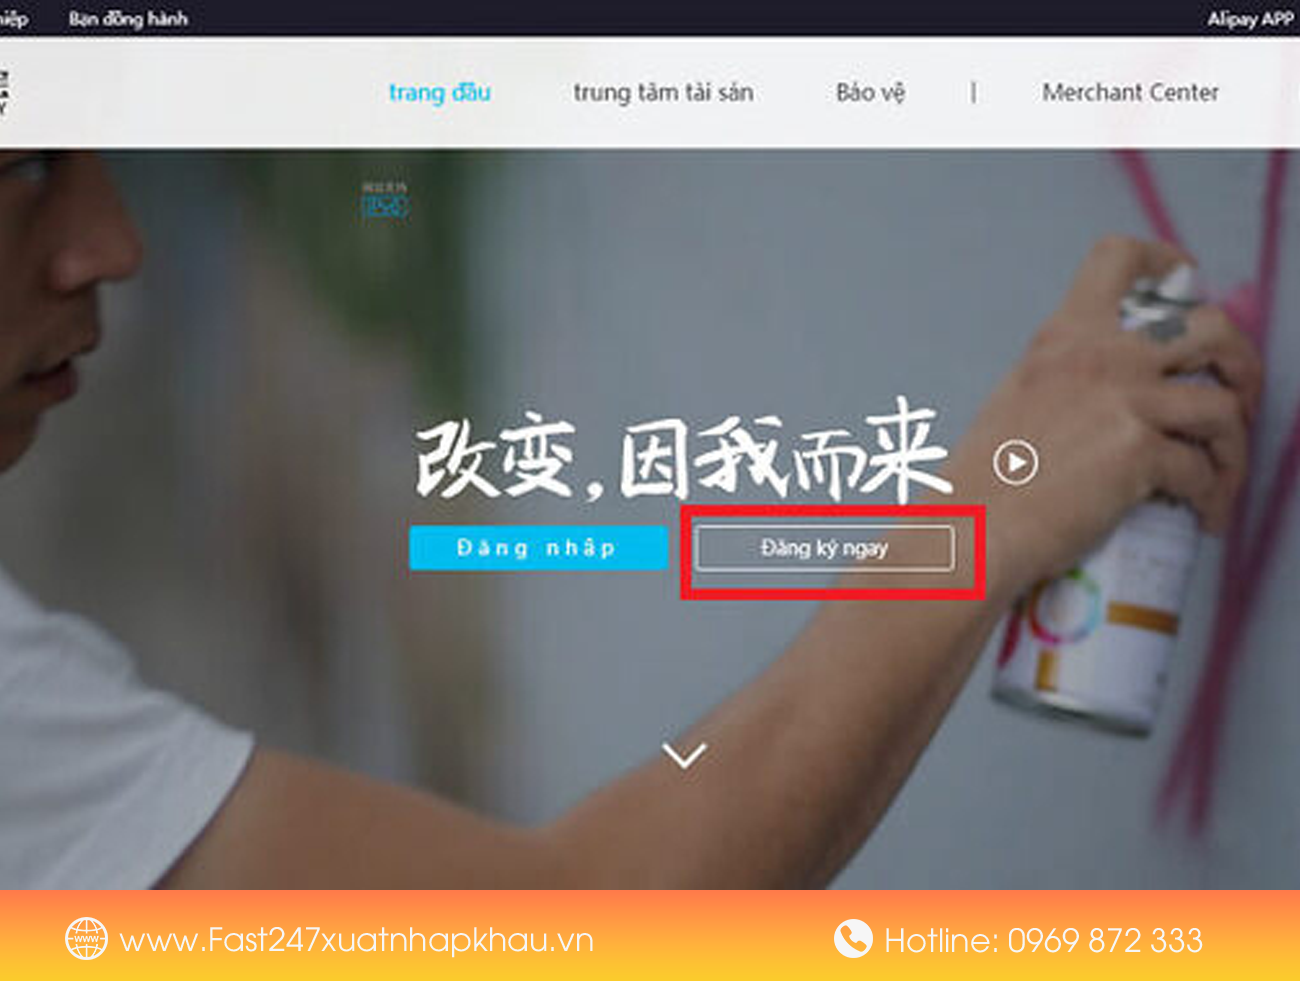 Bạn đồng hành
Alipay APP
trang đầu
trung tâm tài sản
Bảo vệ
|
Merchant Center
改变,因我而来
Đăng nhập
Đăng ký ngay
www.Fast247xuatnhapkhau.vn
Hotline: 0969 872 333